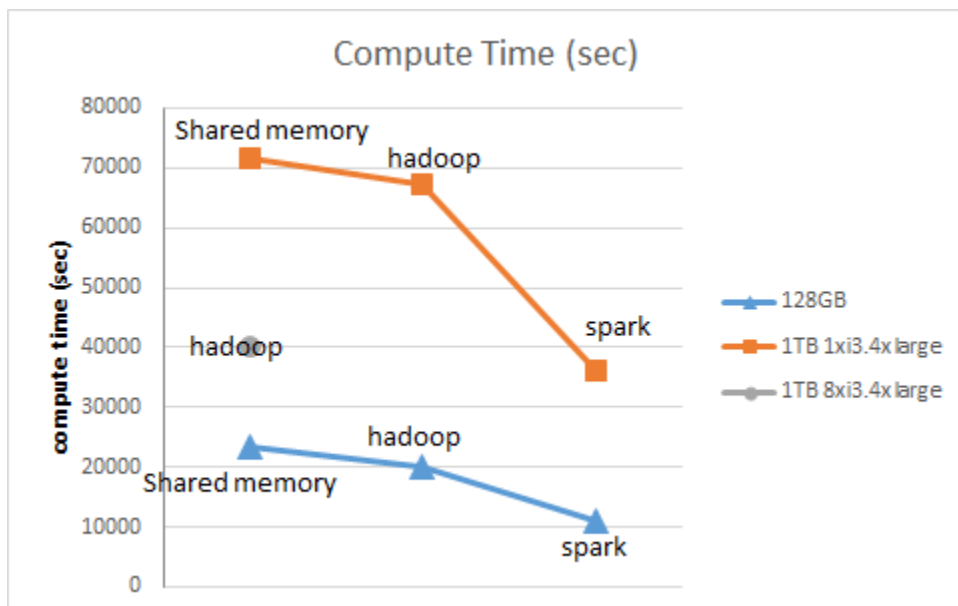 Compute Time (sec)
80000
Shared memory
70000
hadoop
60000
50000
compute time (sec)
spark
40000
hadoop
30000
hadoop
20000
Shared memory
10000
spark
0
128GB
1TB 1xi3.4xlarge
1TB 8xi3.4xlarge